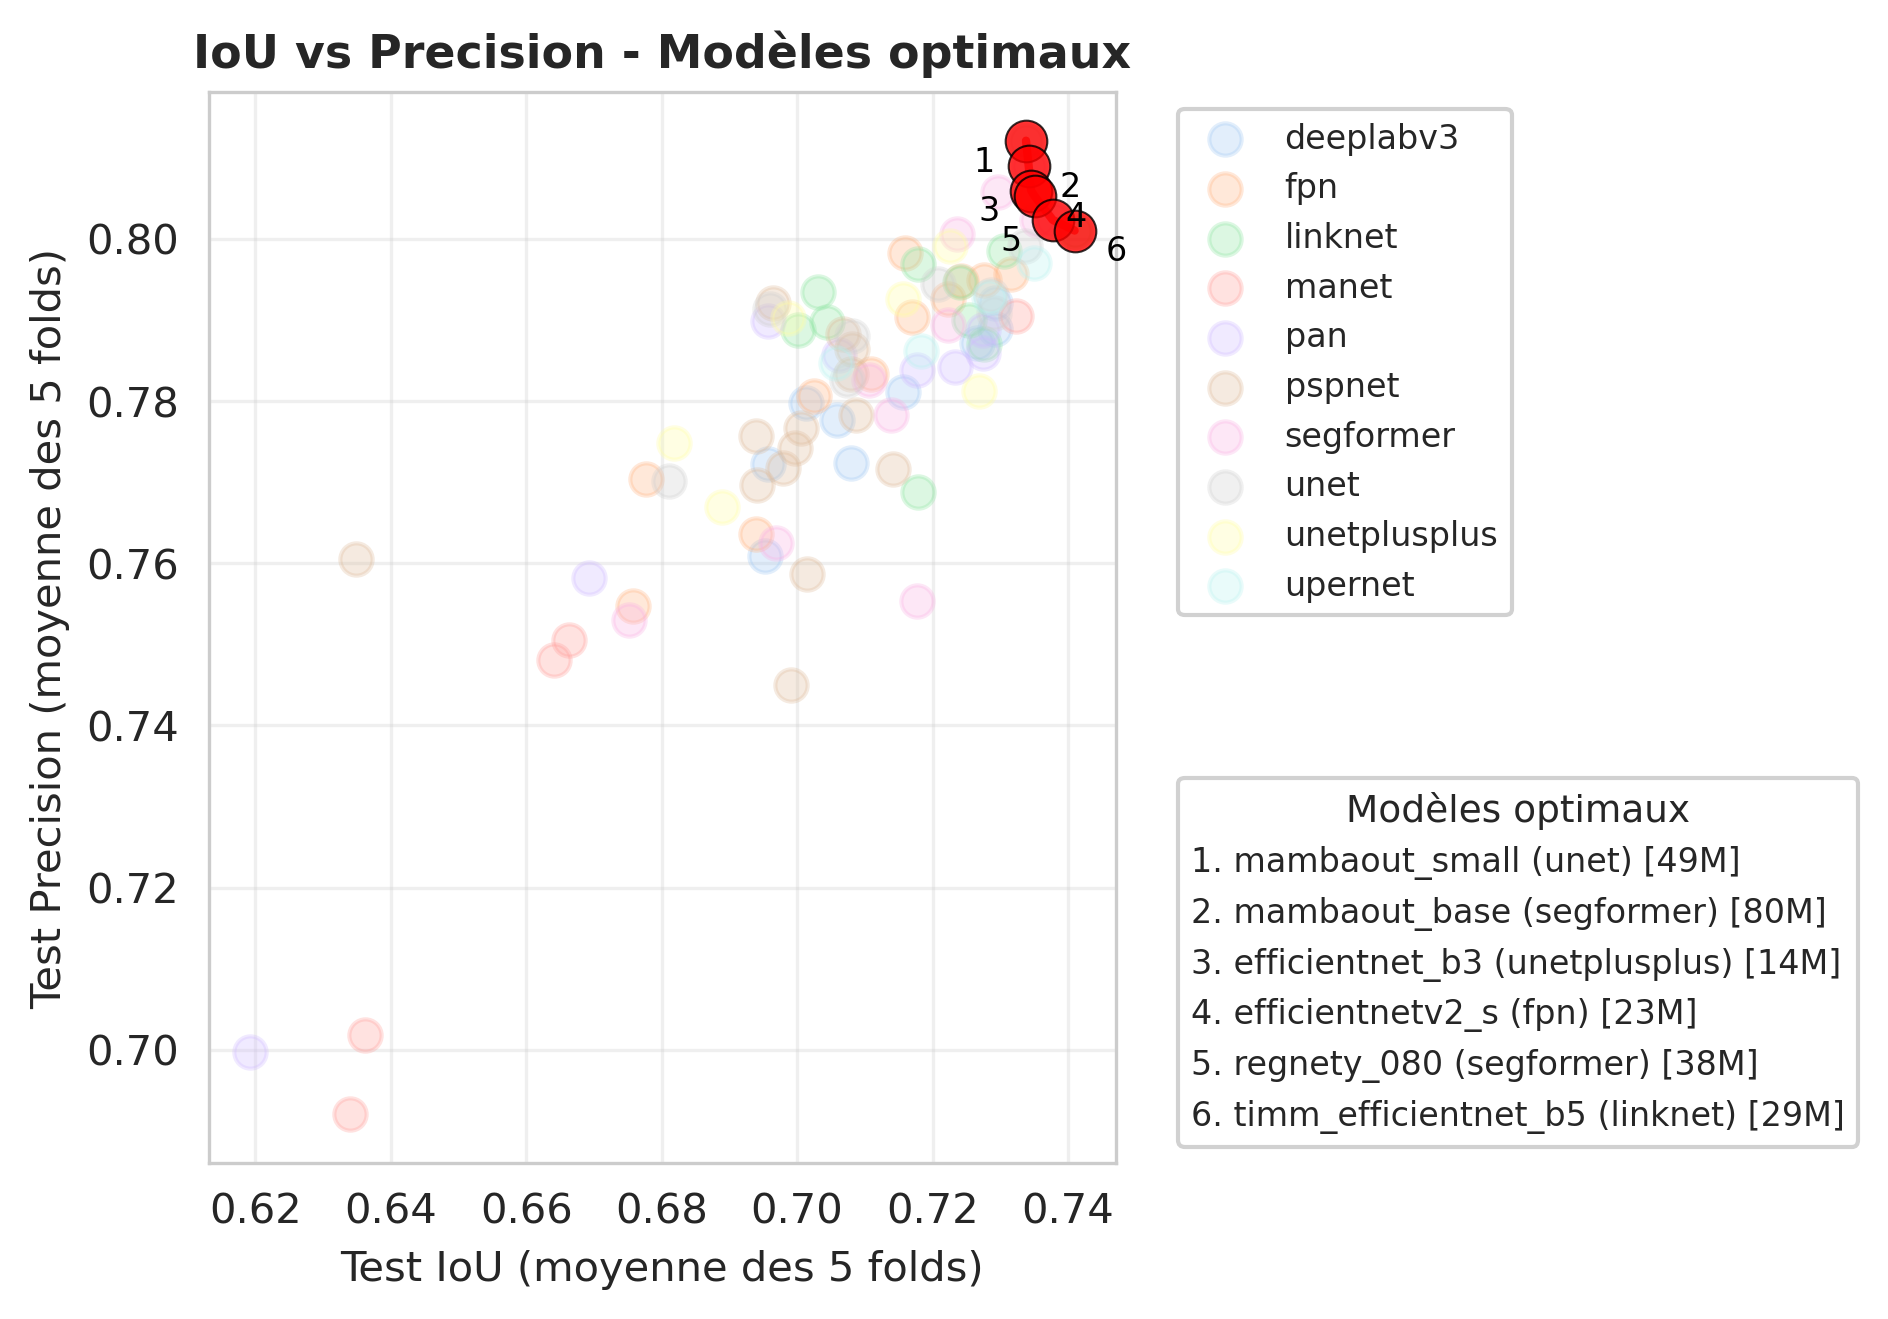 IoU vs Precision - Modèles optimaux
Test Precision (moyenne des 5 folds)
0.80
0.78
0.76
0.74
0.72
0.70
0.62 0.64 0.66 0.68 0.70 0.72 0.74
Test IoU (moyenne des 5 folds)
1
2
3
4
5
6
deeplabv3
fpn
linknet
manet
pan
pspnet
segformer
unet
unetplusplus
upernet
Modèles optimaux
1. mambaout_small (unet) [49M]
2. mambaout_base (segformer) [80M]
3. efficientnet_b3 (unetplusplus) [14M]
4. efficientnetv2_s (fpn) [23M]
5. regnety_080 (segformer) [38M]
6. timm_efficientnet_b5 (linknet) [29M]